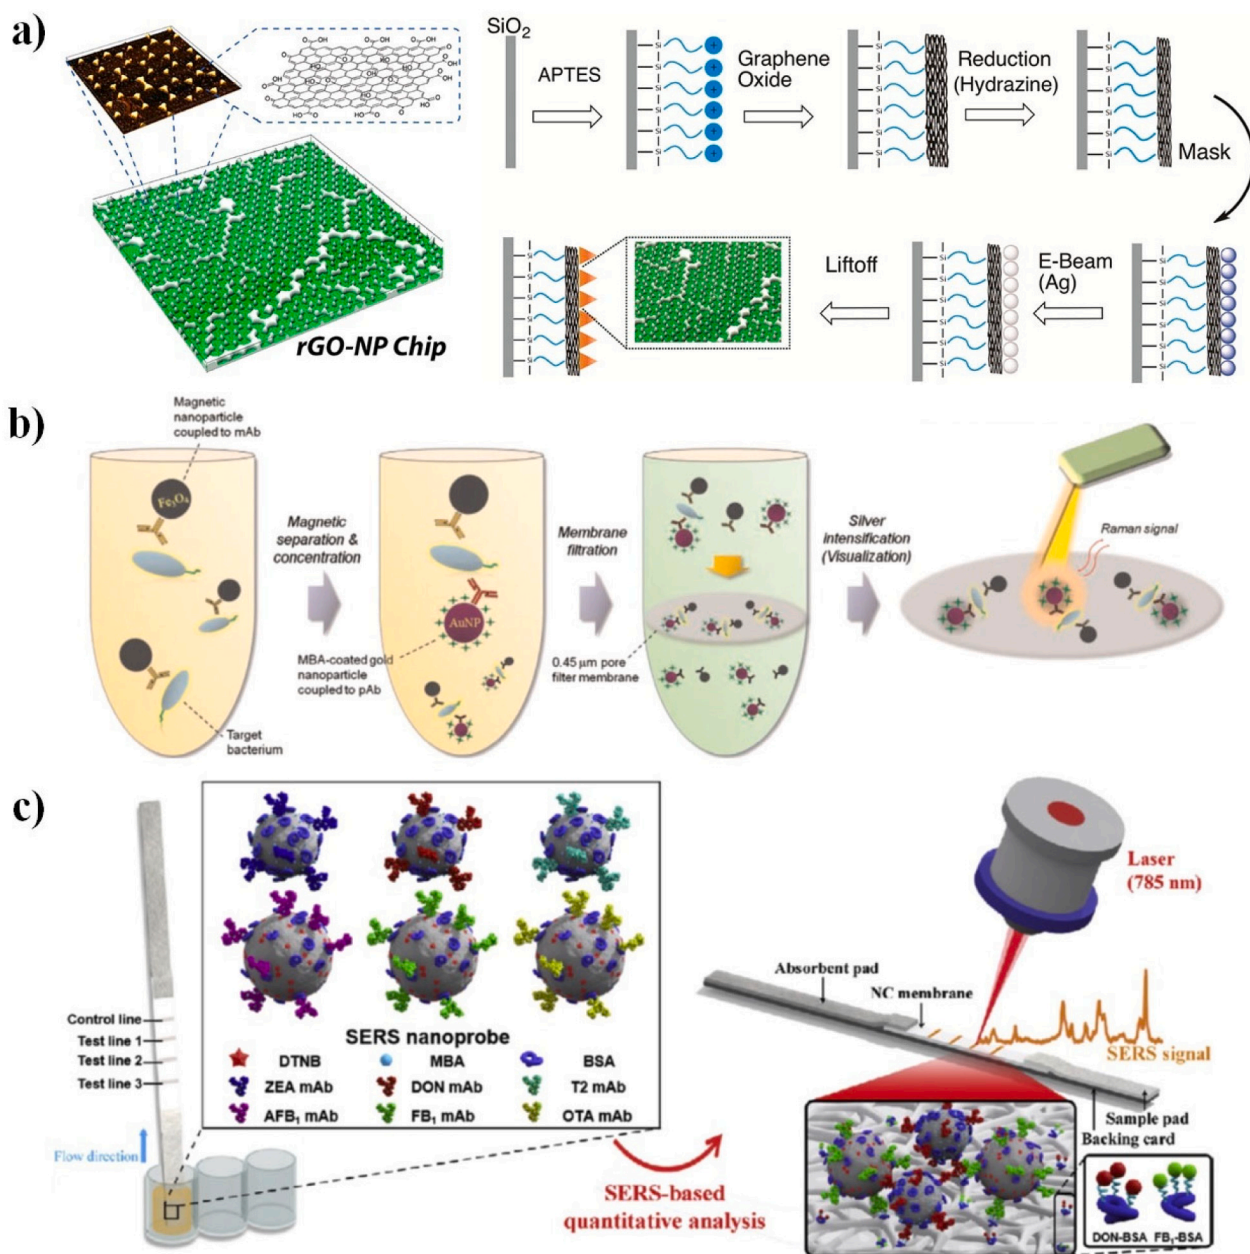 a)
SiO2
APTES
Graphene
Oxide
Reduction
(Hydrazine)
Mask
E-Beam
(Ag)
Liftoff
rGO-NP Chip
b)
Magnetic
nanoparticle
coupled to mAb
Fe3O4
Target
bacterium
Magnetic
separation &
concentration
AuNP
MBA-coated gold
nanoparticle
coupled to pAb
Membrane
filtration
0.45 μm pore
filter membrane
Silver
intensification
(Visualization)
Raman signal
c)
Control line
Test line 1
Test line 2
Test line 3
Flow direction
SERS nanoprobe
DTNB MBA BSA
ZEA mAb DON mAb T2 mAb
AFB1 mAb FB1 mAb OTA mAb
SERS-based
quantitative analysis
Laser
(785 nm)
Absorbent pad
NC membrane
SERS signal
Sample pad
Backing card
DON-BSA FB1-BSA